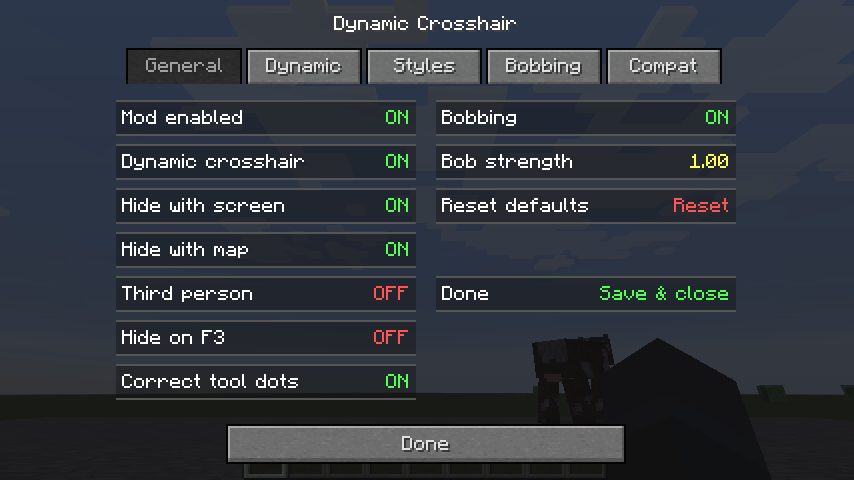 Dynamic Crosshair
General Dynamic Styles Bobbing Compat
Mod enabled ON
Dynamic crosshair ON
Hide with screen ON
Hide with map ON
Third person OFF
Hide on F3 OFF
Correct tool dots ON
Bobbing ON
Bob strength 1.00
Reset defaults Reset
Done Save & close
Done